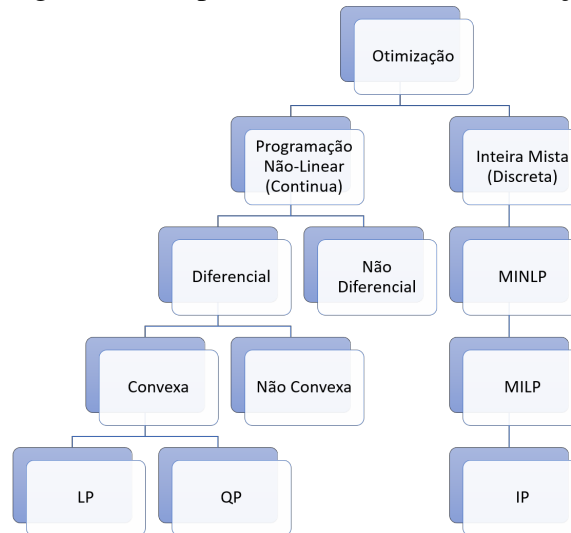 Otimização
Programação
Não-Linear
(Continua)
Inteira Mista
(Discreta)
Diferencial
Não
Diferencial
MINLP
Convexa
Não Convexa
MILP
LP
QP
IP